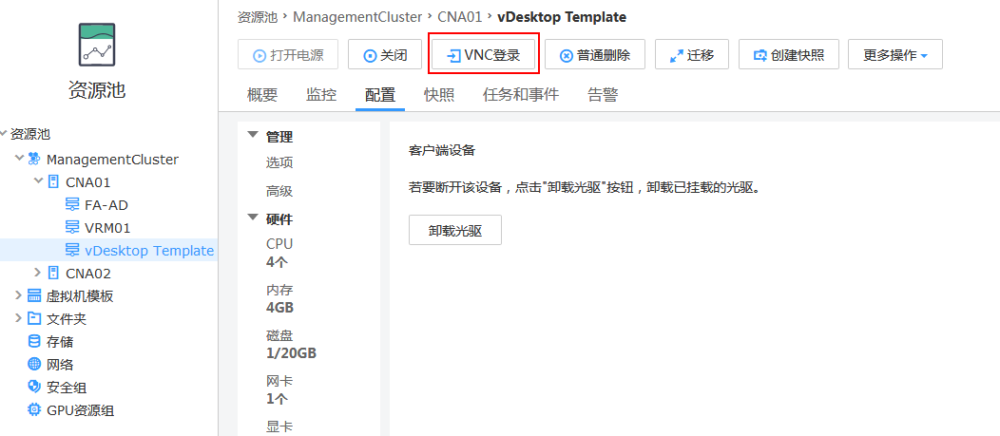 资源池
资源池
ManagementCluster
CNA01
FA-AD
VRM01
vDesktop Template
CNA02
虚拟机模板
文件夹
存储
网络
安全组
GPU资源组
资源池 > ManagementCluster > CNA01 > vDesktop Template
打开电源 关闭 VNC登录 普通删除 迁移 创建快照 更多操作
概要 监控 配置 快照 任务和事件 告警
管理
选项
高级
硬件
CPU
4个
内存
4GB
磁盘
1/20GB
网卡
1个
显卡
客户端设备
若要断开该设备，点击"卸载光驱"按钮，卸载已挂载的光驱。
卸载光驱